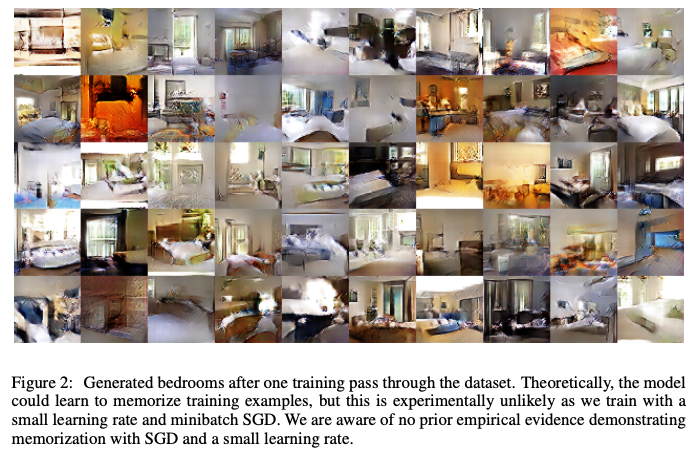 Figure 2: Generated bedrooms after one training pass through the dataset. Theoretically, the model
could learn to memorize training examples, but this is experimentally unlikely as we train with a
small learning rate and minibatch SGD. We are aware of no prior empirical evidence demonstrating
memorization with SGD and a small learning rate.